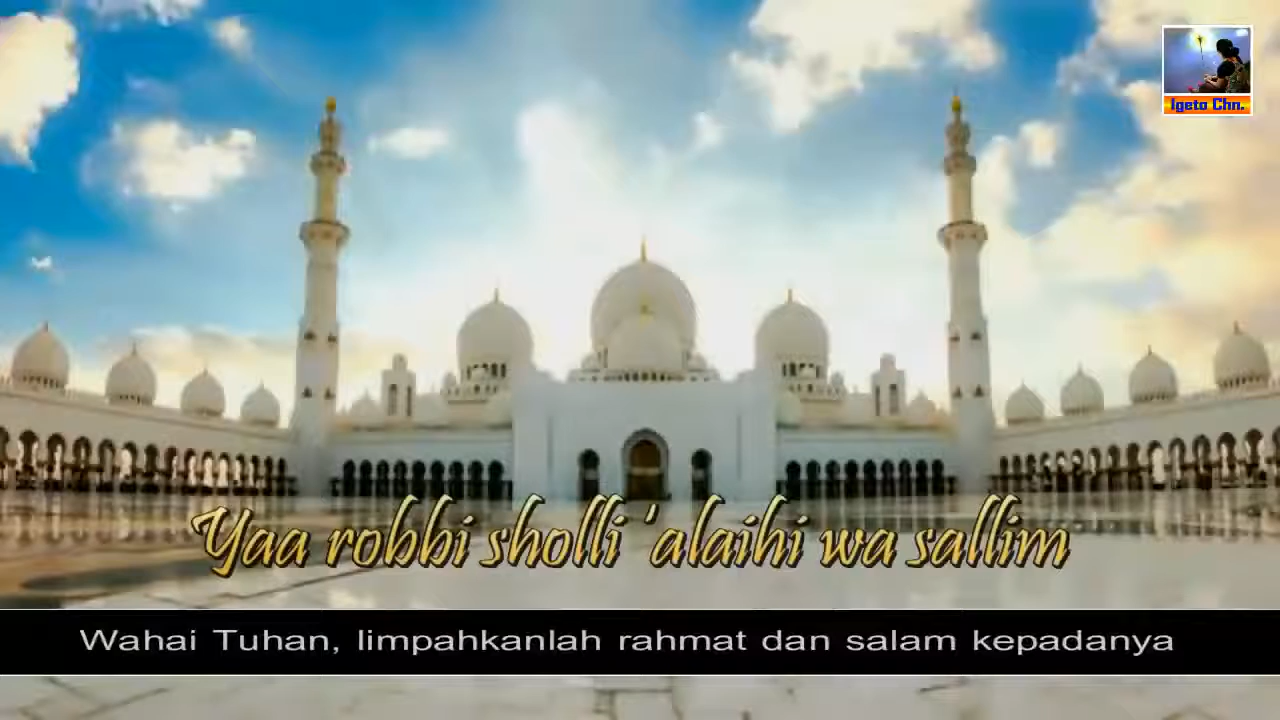 Igeto Chn.
Yaa robbi sholli 'alaihi wa sallim
Wahai Tuhan, limpahkanlah rahmat dan salam kepadanya